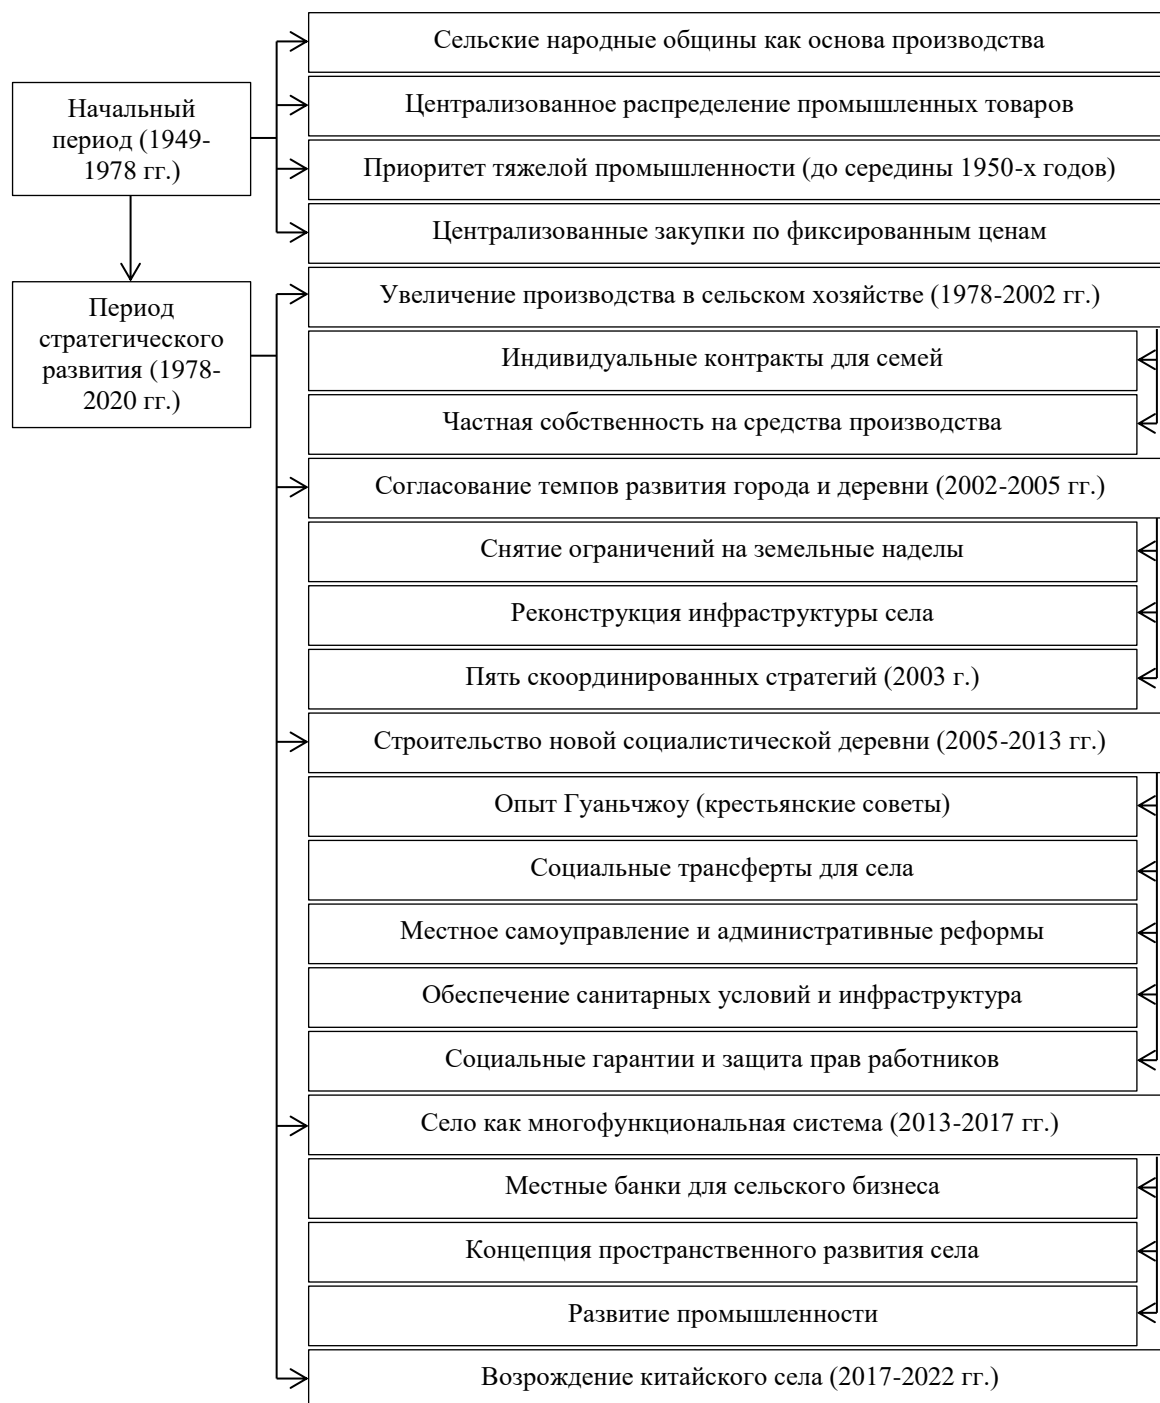 Начальный
период (1949-
1978 гг.)
Сельские народные общины как основа производства
Централизованное распределение промышленных товаров
Приоритет тяжелой промышленности (до середины 1950-х годов)
Централизованные закупки по фиксированным ценам
Период
стратегического
развития (1978-
2020 гг.)
Увеличение производства в сельском хозяйстве (1978-2002 гг.)
Индивидуальные контракты для семей
Частная собственность на средства производства
Согласование темпов развития города и деревни (2002-2005 гг.)
Снятие ограничений на земельные наделы
Реконструкция инфраструктуры села
Пять скоординированных стратегий (2003 г.)
Строительство новой социалистической деревни (2005-2013 гг.)
Опыт Гуаньчжоу (крестьянские советы)
Социальные трансферты для села
Местное самоуправление и административные реформы
Обеспечение санитарных условий и инфраструктура
Социальные гарантии и защита прав работников
Село как многофункциональная система (2013-2017 гг.)
Местные банки для сельского бизнеса
Концепция пространственного развития села
Развитие промышленности
Возрождение китайского села (2017-2022 гг.)